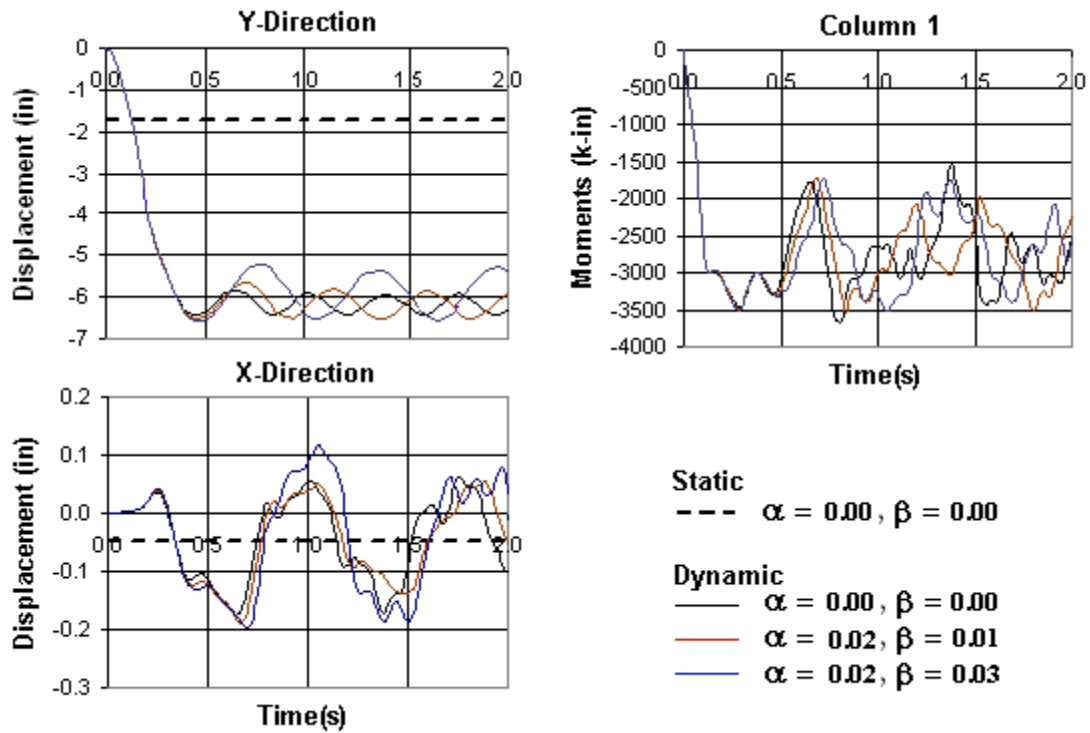 Y-Direction
0
-1
-2
-3
-4
-5
-6
-7
0.0 0.5 1.0 1.5 2.0
Displacement (in)
Column 1
0
-500
-1000
-1500
-2000
-2500
-3000
-3500
-4000
0.0 0.5 1.0 1.5 2.0
Moments (k-in)
Time(s)
X-Direction
0.2
0.1
0.0
-0.1
-0.2
-0.3
0.0 0.5 1.0 1.5 2.0
Displacement (in)
Time(s)
Static
α = 0.00 , β = 0.00
Dynamic
α = 0.00 , β = 0.00
α = 0.02 , β = 0.01
α = 0.02 , β = 0.03